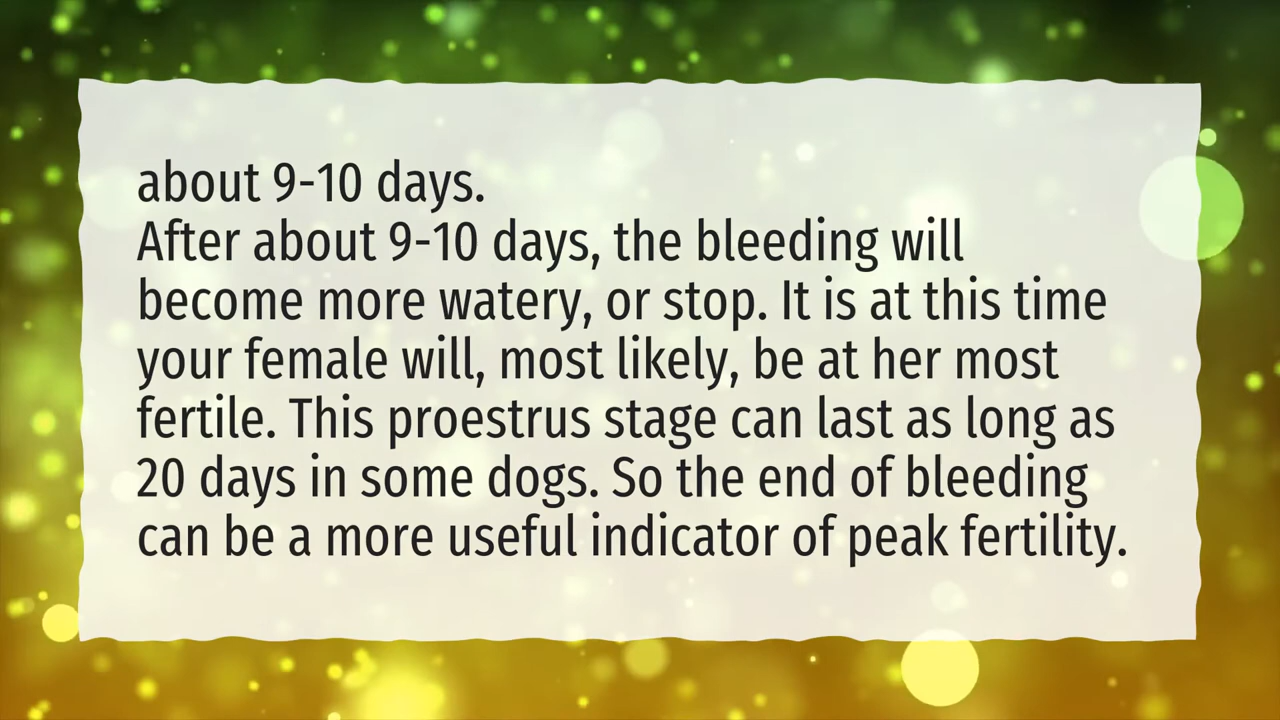 about 9-10 days.
After about 9-10 days, the bleeding will
become more watery, or stop. It is at this time
your female will, most likely, be at her most
fertile. This proestrus stage can last as long as
20 days in some dogs. So the end of bleeding
can be a more useful indicator of peak fertility.